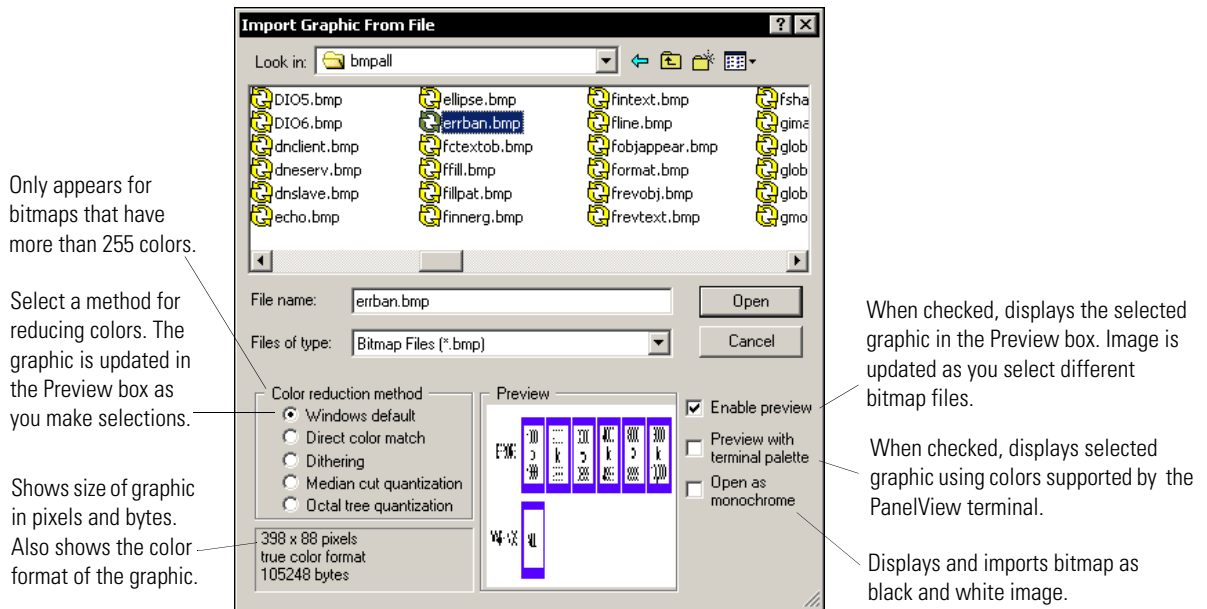 Import Graphic From File
Look in: bmpall
DIO5.bmp
DIO6.bmp
dnclient.bmp
dneserv.bmp
dnslave.bmp
echo.bmp
ellipse.bmp
errban.bmp
fctextob.bmp
ffill.bmp
fillpat.bmp
finnerg.bmp
fintext.bmp
fline.bmp
fobjappear.bmp
format.bmp
frevobj.bmp
frevtext.bmp
fsha
gima
glob
glob
glob
gmo
File name: errban.bmp
Open
Files of type: Bitmap Files (*.bmp)
Cancel
Color reduction method
Windows default
Direct color match
Dithering
Median cut quantization
Octal tree quantization
398 x 88 pixels
true color format
105248 bytes
Preview
Enable preview
Preview with
terminal palette
Open as
monochrome
Only appears for
bitmaps that have
more than 255 colors.
Select a method for
reducing colors. The
graphic is updated in
the Preview box as
you make selections.
Shows size of graphic
in pixels and bytes.
Also shows the color
format of the graphic.
When checked, displays the selected
graphic in the Preview box. Image is
updated as you select different
bitmap files.
When checked, displays selected
graphic using colors supported by the
PanelView terminal.
Displays and imports bitmap as
black and white image.